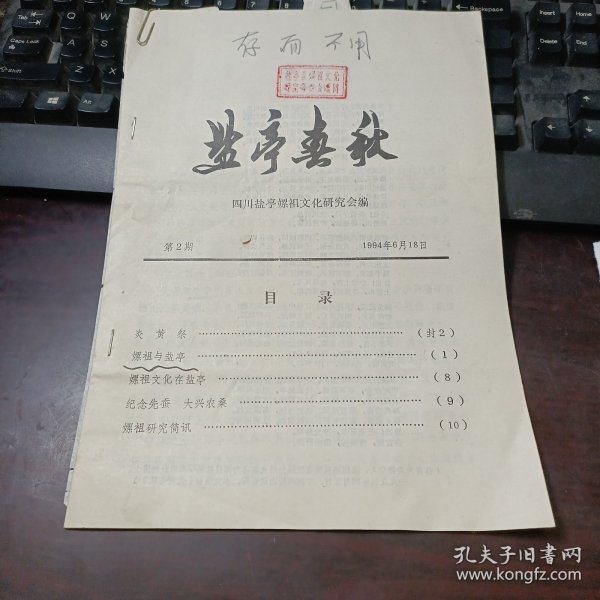 存而不用
盐亭春秋
四川盐亭嫘祖文化研究会编
第2期 1994年6月18日
目 录
炎黄祭 (封2)
嫘祖与盐亭 (1)
嫘祖文化在盐亭 (8)
纪念先蚕 大兴农桑 (9)
嫘祖研究简讯 (10)
孔夫子旧书网
www.kongfz.com